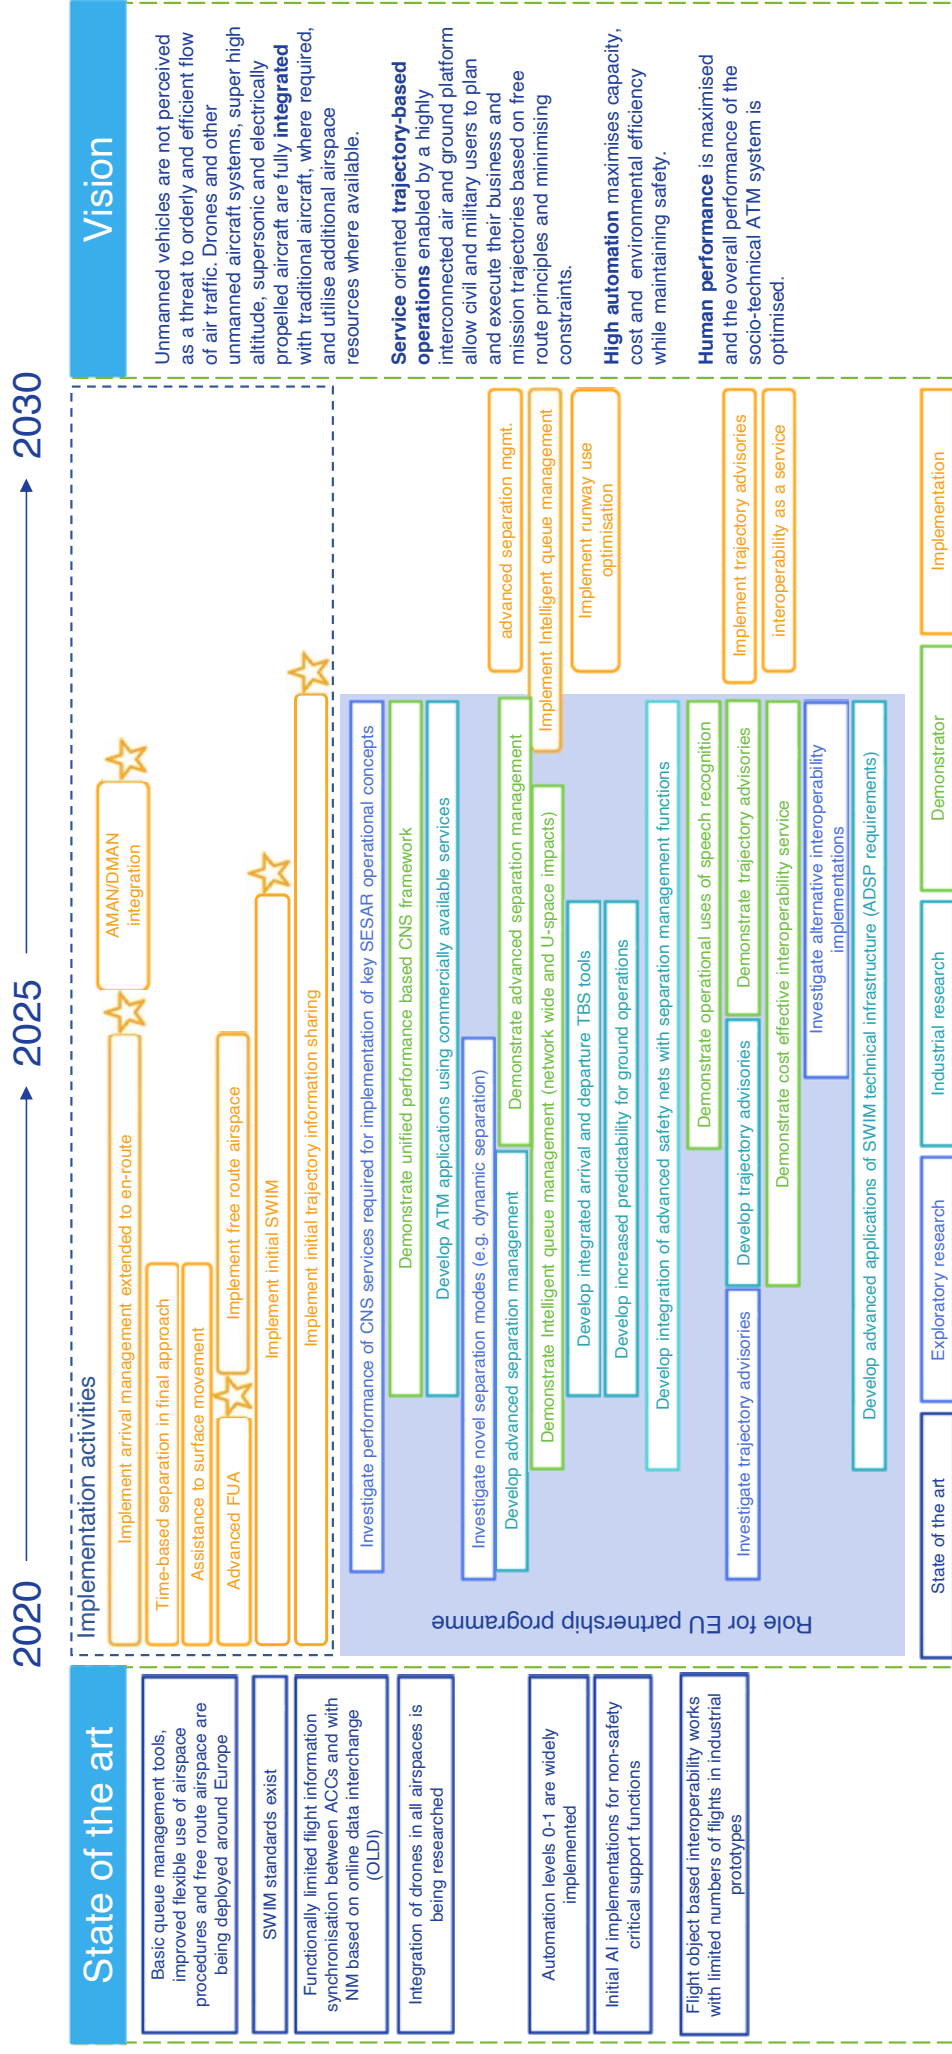 2020
2025
2030
State of the art
Basic queue management tools,
improved flexible use of airspace
procedures and free route airspace are
being deployed around Europe
SWIM standards exist
Functionally limited flight information
synchronisation between ACCs and with
NM based on online data interchange
(OLDI)
Integration of drones in all airspaces is
being researched
Automation levels 0-1 are widely
implemented
Initial AI implementations for non-safety
critical support functions
Flight object based interoperability works
with limited numbers of flights in industrial
prototypes
Implementation activities
Implement arrival management extended to en-route
AMAN/DMAN
integration
Time-based separation in final approach
Assistance to surface movement
Advanced FUA
Implement free route airspace
Implement initial SWIM
Implement initial trajectory information sharing
Role for EU partnership programme
Investigate performance of CNS services required for implementation of key SESAR operational concepts
Demonstrate unified performance based CNS framework
Develop ATM applications using commercially available services
Investigate novel separation modes (e.g. dynamic separation)
Develop advanced separation management
Demonstrate advanced separation management
advanced separation mgmt.
Demonstrate Intelligent queue management (network wide and U-space impacts)
Implement Intelligent queue management
Develop integrated arrival and departure TBS tools
Implement runway use
optimisation
Develop increased predictability for ground operations
Develop integration of advanced safety nets with separation management functions
Demonstrate operational uses of speech recognition
Investigate trajectory advisories
Develop trajectory advisories
Demonstrate trajectory advisories
Implement trajectory advisories
Demonstrate cost effective interoperability service
interoperability as a service
Investigate alternative interoperability
implementations
Develop advanced applications of SWIM technical infrastructure (ADSP requirements)
Vision
Unmanned vehicles are not perceived
as a threat to orderly and efficient flow
of air traffic. Drones and other
unmanned aircraft systems, super high
altitude, supersonic and electrically
propelled aircraft are fully integrated
with traditional aircraft, where required,
and utilise additional airspace
resources where available.
Service oriented trajectory-based
operations enabled by a highly
interconnected air and ground platform
allow civil and military users to plan
and execute their business and
mission trajectories based on free
route principles and minimising
constraints.
High automation maximises capacity,
cost and environmental efficiency
while maintaining safety.
Human performance is maximised
and the overall performance of the
socio-technical ATM system is
optimised.
State of the art
Exploratory research
Industrial research
Demonstrator
Implementation